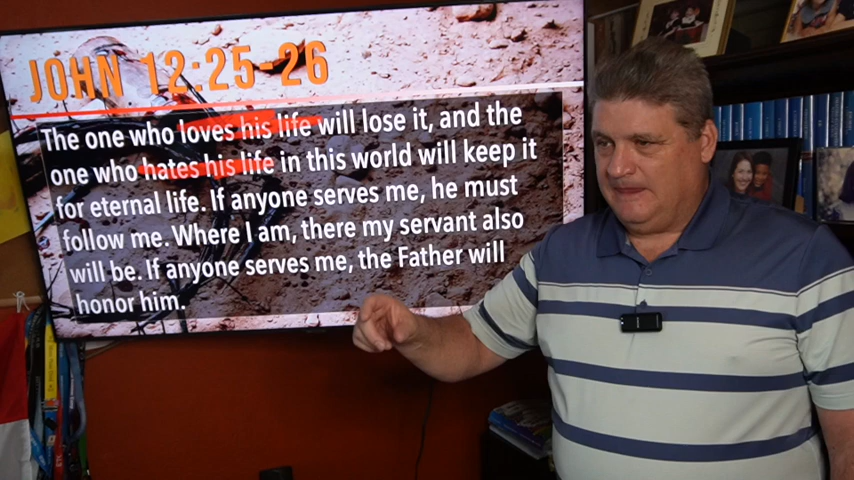 JOHN 12:25-26
The one who loves his life will lose it, and the
one who hates his life in this world will keep it
for eternal life. If anyone serves me, he must
follow me. Where I am, there my servant also
will be. If anyone serves me, the Father will
honor him.